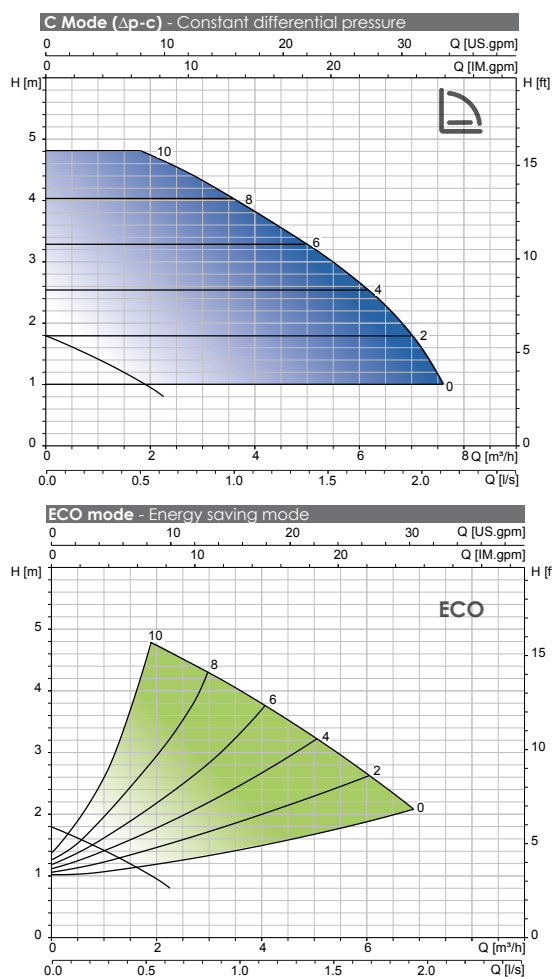 C Mode (Δp-c) - Constant differential pressure
0 10 20 30 Q [US.gpm]
0 10 20 Q [IM.gpm]
H [m] H [ft]
5
15
10
4 8
3 6 10
4
2 2
5
1 0
0 0
0 2 4 6 8 Q [m³/h]
0.0 0.5 1.0 1.5 2.0 Q [l/s]
ECO mode - Energy saving mode
0 10 20 30 Q [US.gpm]
0 10 20 Q [IM.gpm]
H [m] H [f
ECO
5 10
15
8
4 6
3 4 10
2
2 0
5
1
0 0
0 2 4 6 Q [m³/h]
0.0 0.5 1.0 1.5 2.0 Q [l/s]